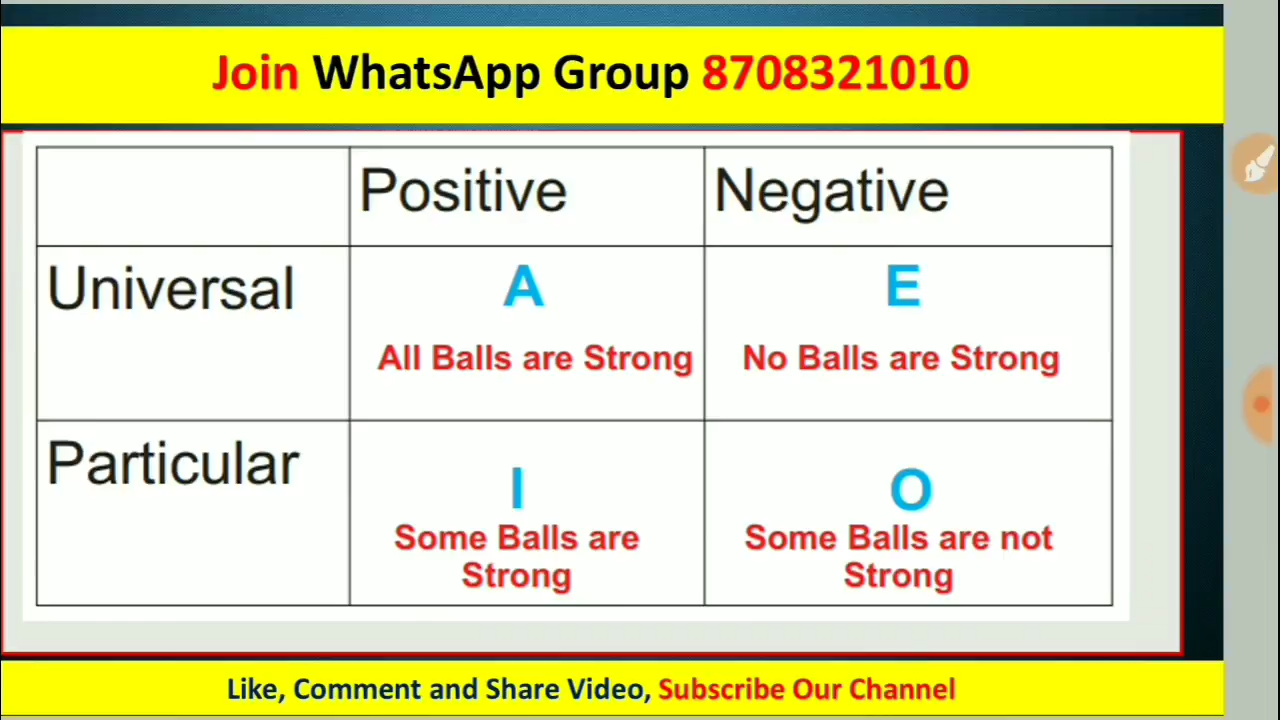 Join WhatsApp Group 8708321010
Positive
Negative
Universal
A
E
All Balls are Strong
No Balls are Strong
Particular
I
O
Some Balls are
Strong
Some Balls are not
Strong
Like, Comment and Share Video, Subscribe Our Channel